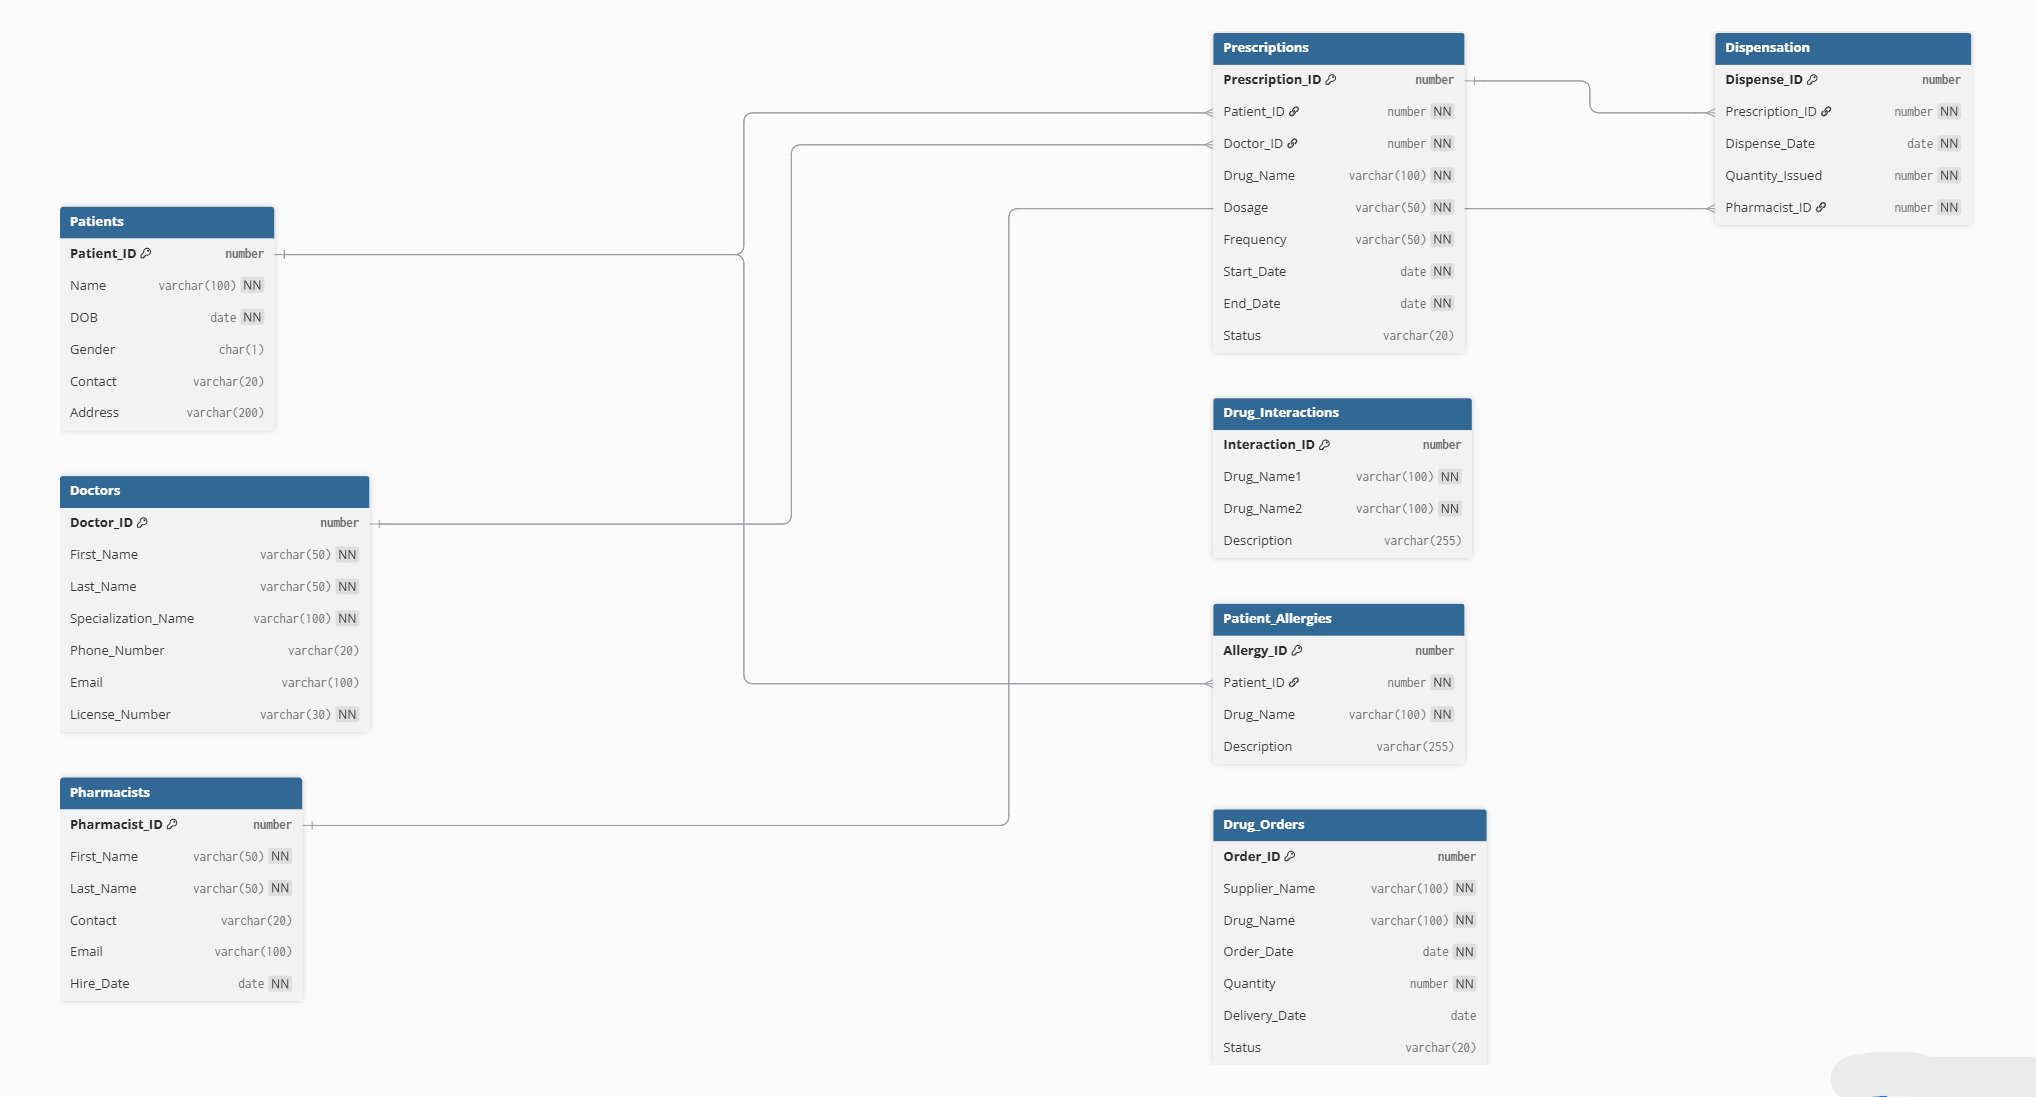 Patients
Patient_ID number
Name varchar(100) NN
DOB date NN
Gender char(1)
Contact varchar(20)
Address varchar(200)
Doctors
Doctor_ID number
First_Name varchar(50) NN
Last_Name varchar(50) NN
Specialization_Name varchar(100) NN
Phone_Number varchar(20)
Email varchar(100)
License_Number varchar(30) NN
Pharmacists
Pharmacist_ID number
First_Name varchar(50) NN
Last_Name varchar(50) NN
Contact varchar(20)
Email varchar(100)
Hire_Date date NN
Prescriptions
Prescription_ID number
Patient_ID number NN
Doctor_ID number NN
Drug_Name varchar(100) NN
Dosage varchar(50) NN
Frequency varchar(50) NN
Start_Date date NN
End_Date date NN
Status varchar(20)
Drug_Interactions
Interaction_ID number
Drug_Name1 varchar(100) NN
Drug_Name2 varchar(100) NN
Description varchar(255)
Patient_Allergies
Allergy_ID number
Patient_ID number NN
Drug_Name varchar(100) NN
Description varchar(255)
Drug_Orders
Order_ID number
Supplier_Name varchar(100) NN
Drug_Name varchar(100) NN
Order_Date date NN
Quantity number NN
Delivery_Date date
Status varchar(20)
Dispensation
Dispense_ID number
Prescription_ID number NN
Dispense_Date date NN
Quantity_Issued number NN
Pharmacist_ID number NN